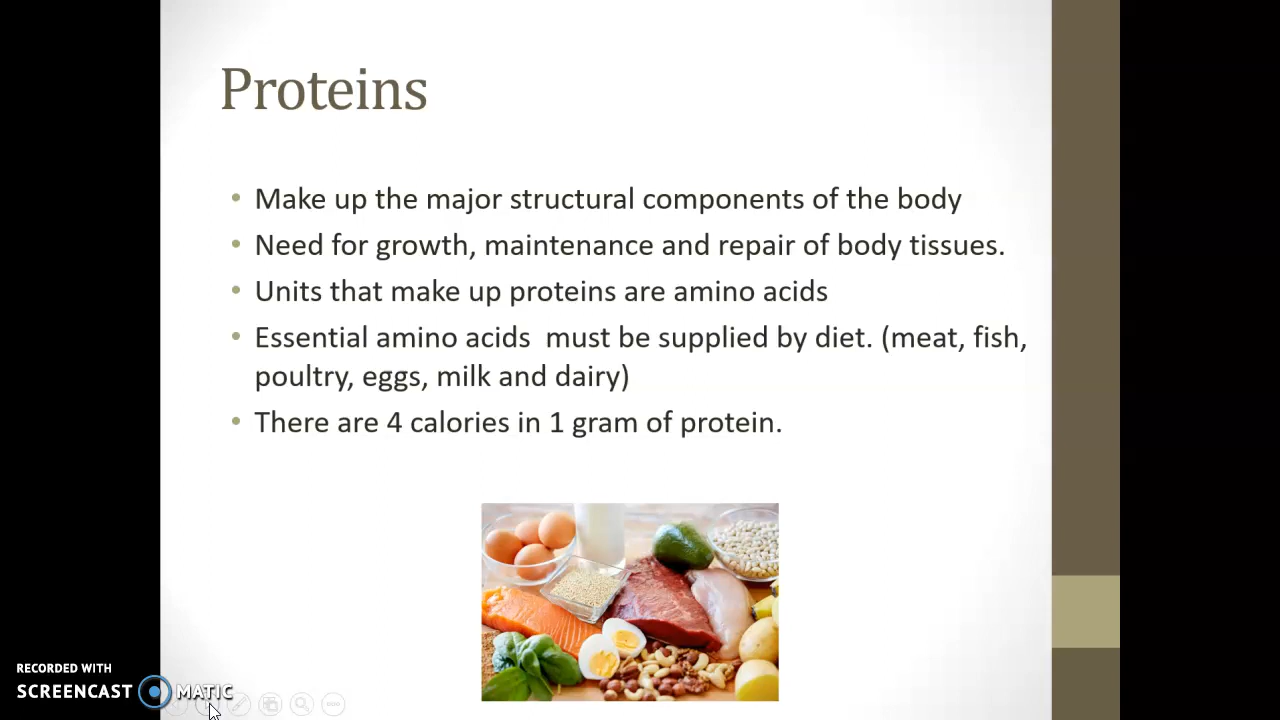 Proteins
• Make up the major structural components of the body
• Need for growth, maintenance and repair of body tissues.
• Units that make up proteins are amino acids
• Essential amino acids  must be supplied by diet. (meat, fish,
poultry, eggs, milk and dairy)
• There are 4 calories in 1 gram of protein.
RECORDED WITH
SCREENCAST MATIC